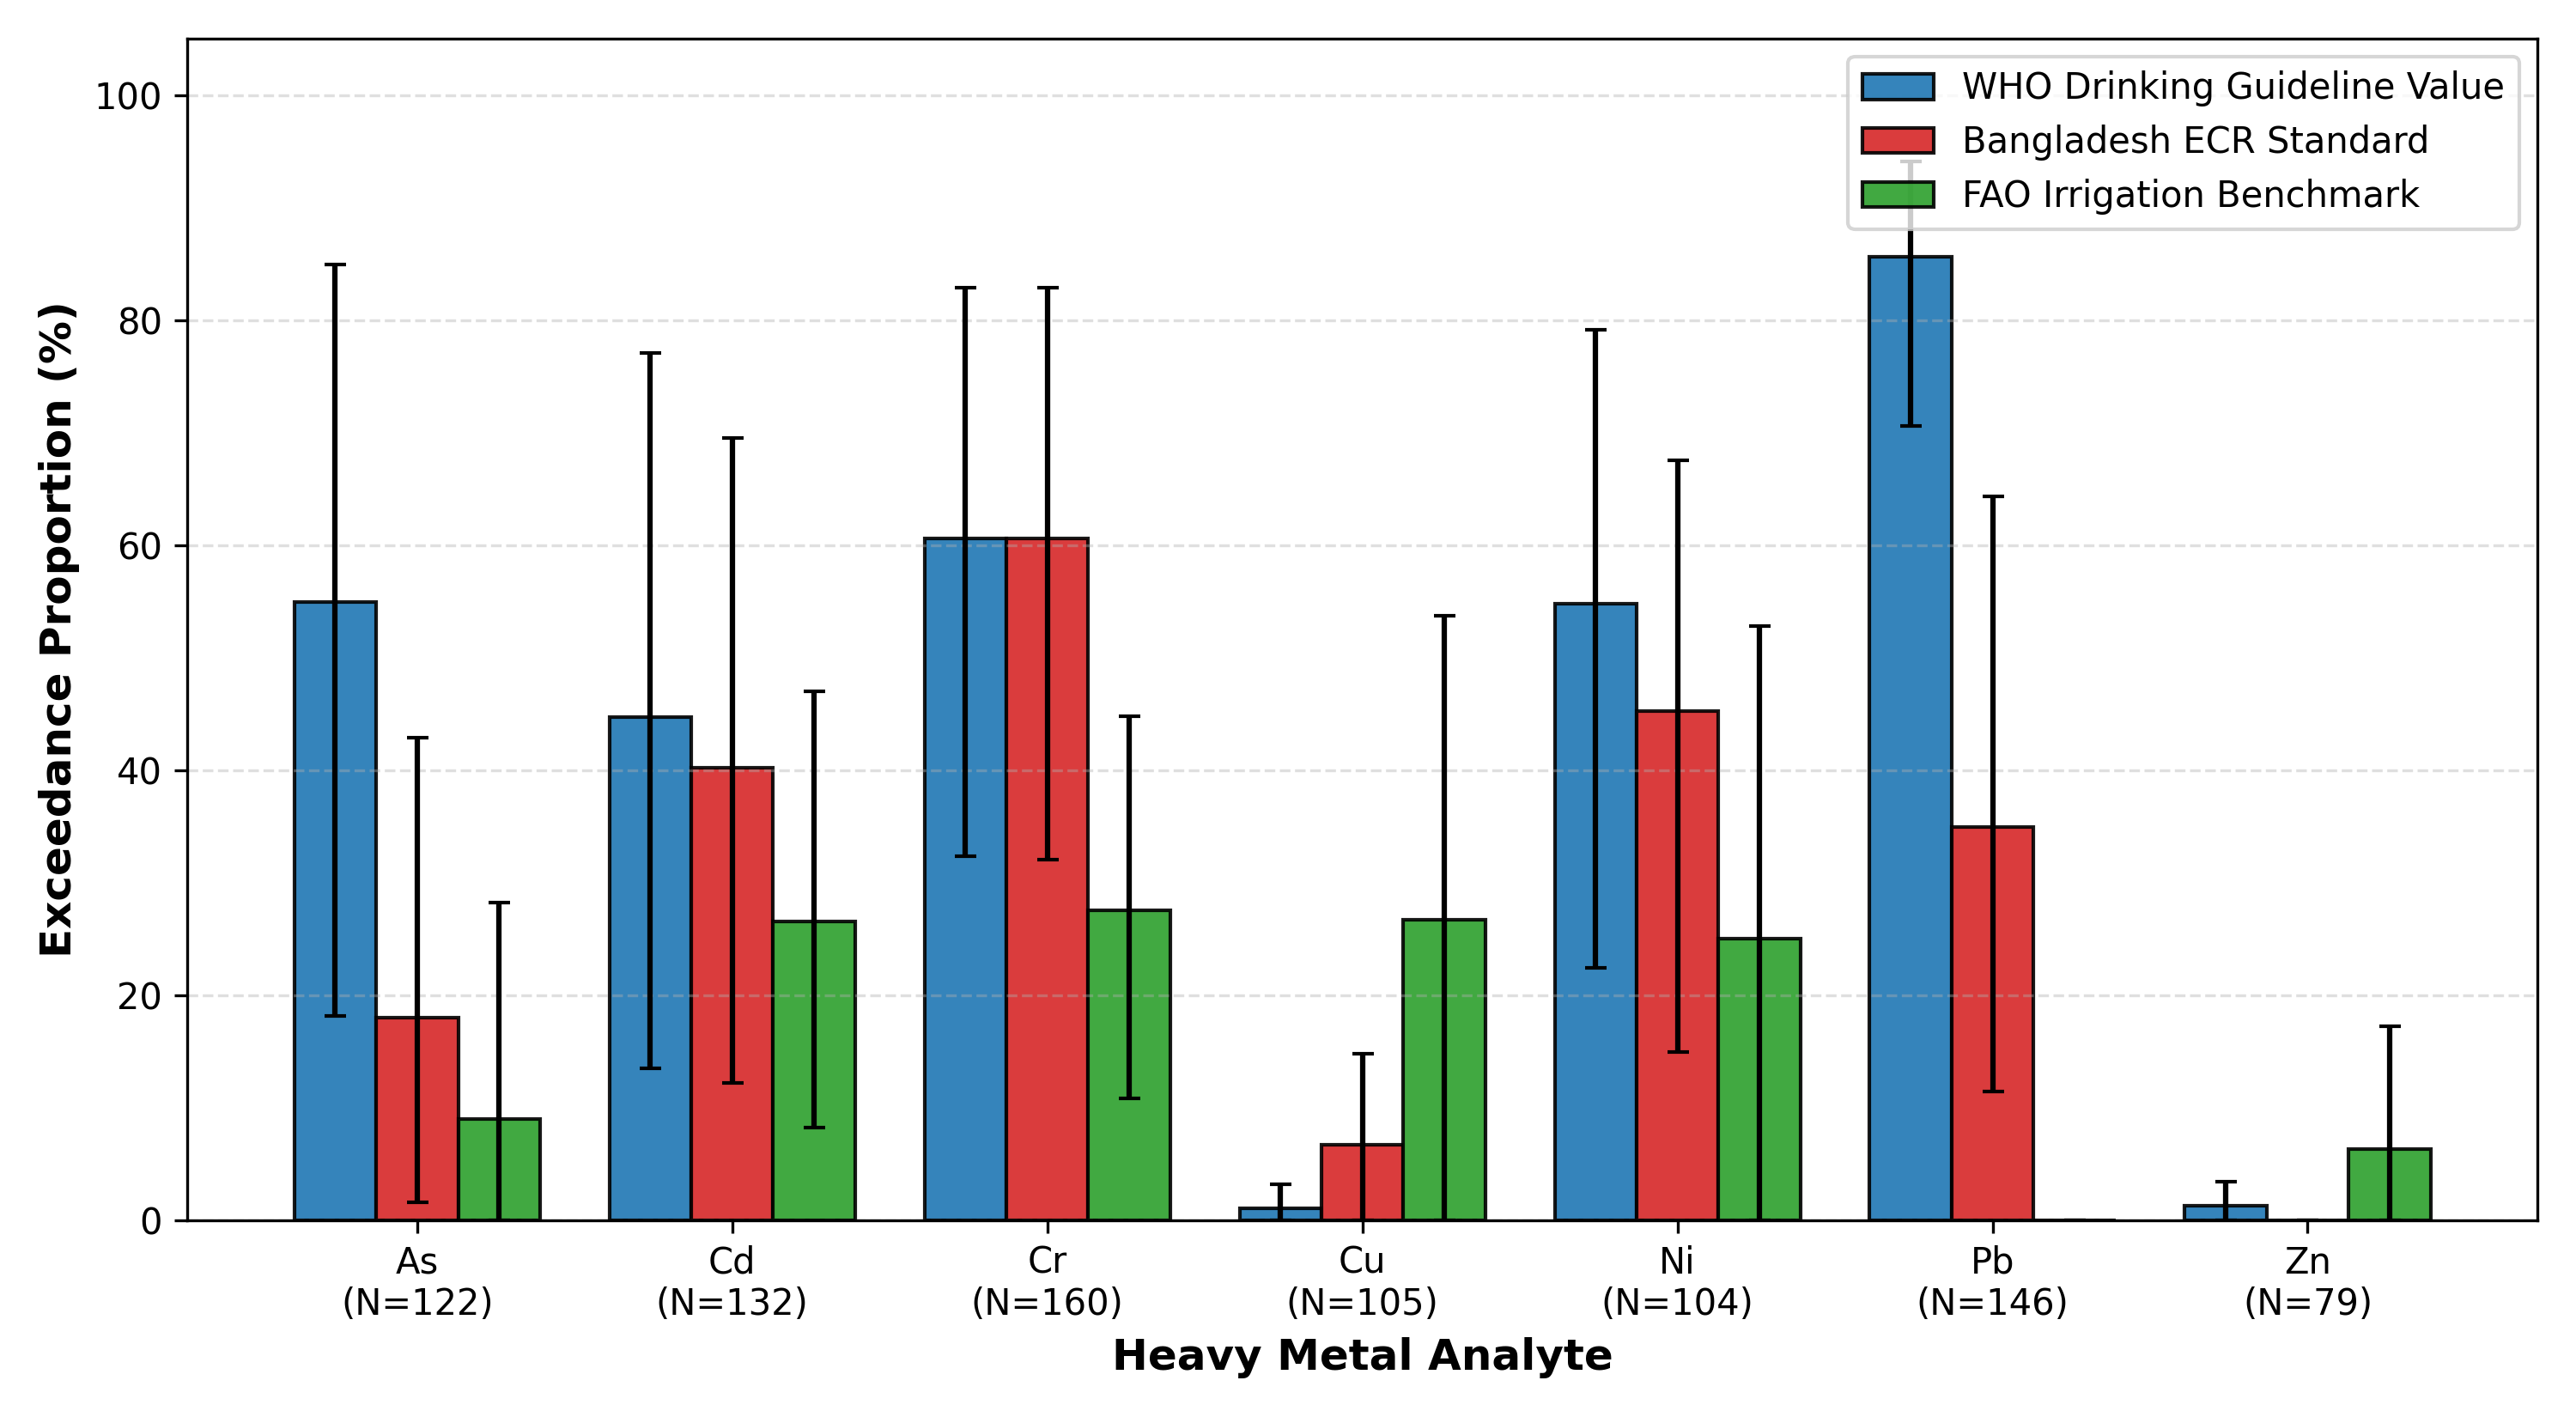 WHO Drinking Guideline Value
Bangladesh ECR Standard
FAO Irrigation Benchmark
Exceedance Proportion (%)
100
80
60
40
20
0
As Cd Cr Cu Ni Pb Zn
(N=122) (N=132) (N=160) (N=105) (N=104) (N=146) (N=79)
Heavy Metal Analyte